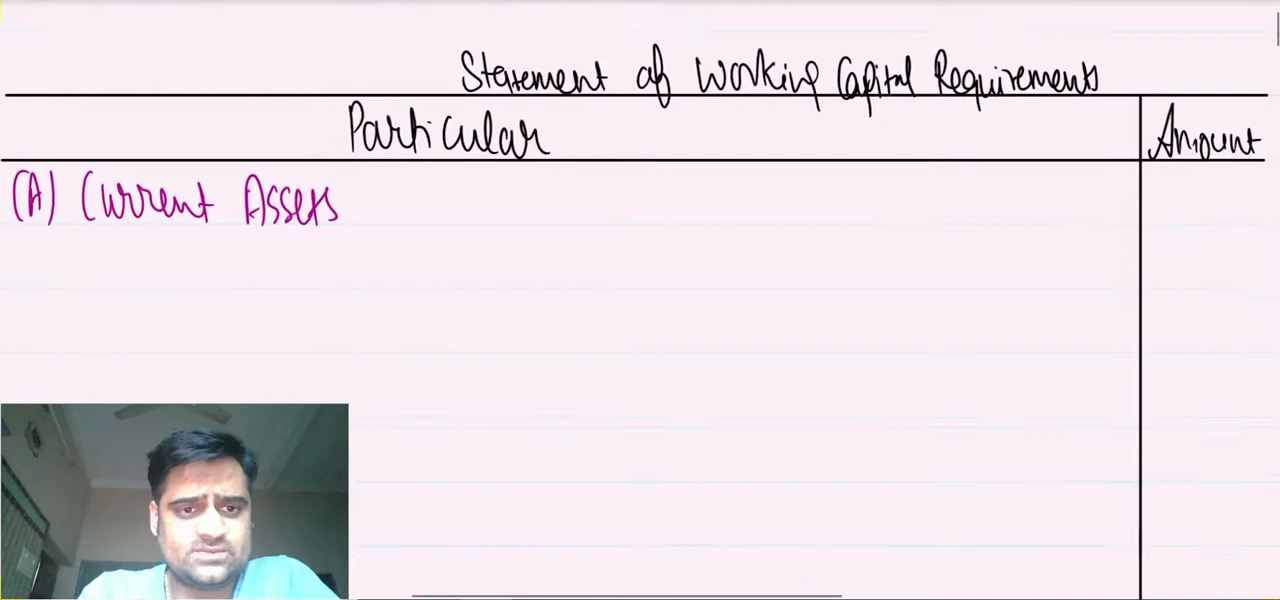 Statement of Working Capital Requirements
Particular Amount
(A) Current Assets